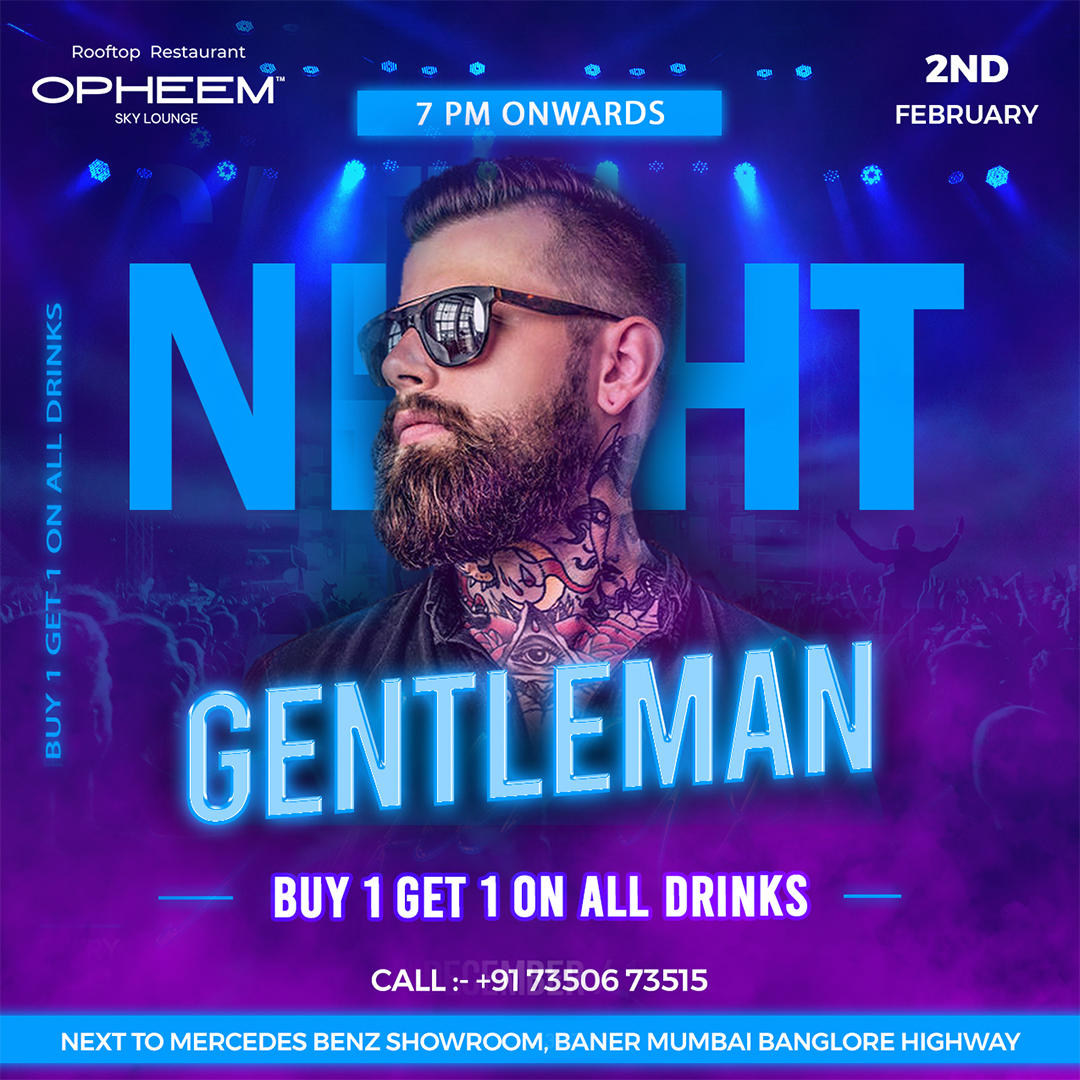 Rooftop Restaurant
OPHEEM™
SKY LOUNGE
7 PM ONWARDS
2ND
FEBRUARY
BUY 1 GET 1 ON ALL DRINKS
NIGHT
GENTLEMAN
BUY 1 GET 1 ON ALL DRINKS
DECEMBER
CALL :- +91 73506 73515
NEXT TO MERCEDES BENZ SHOWROOM, BANER MUMBAI BANGLORE HIGHWAY